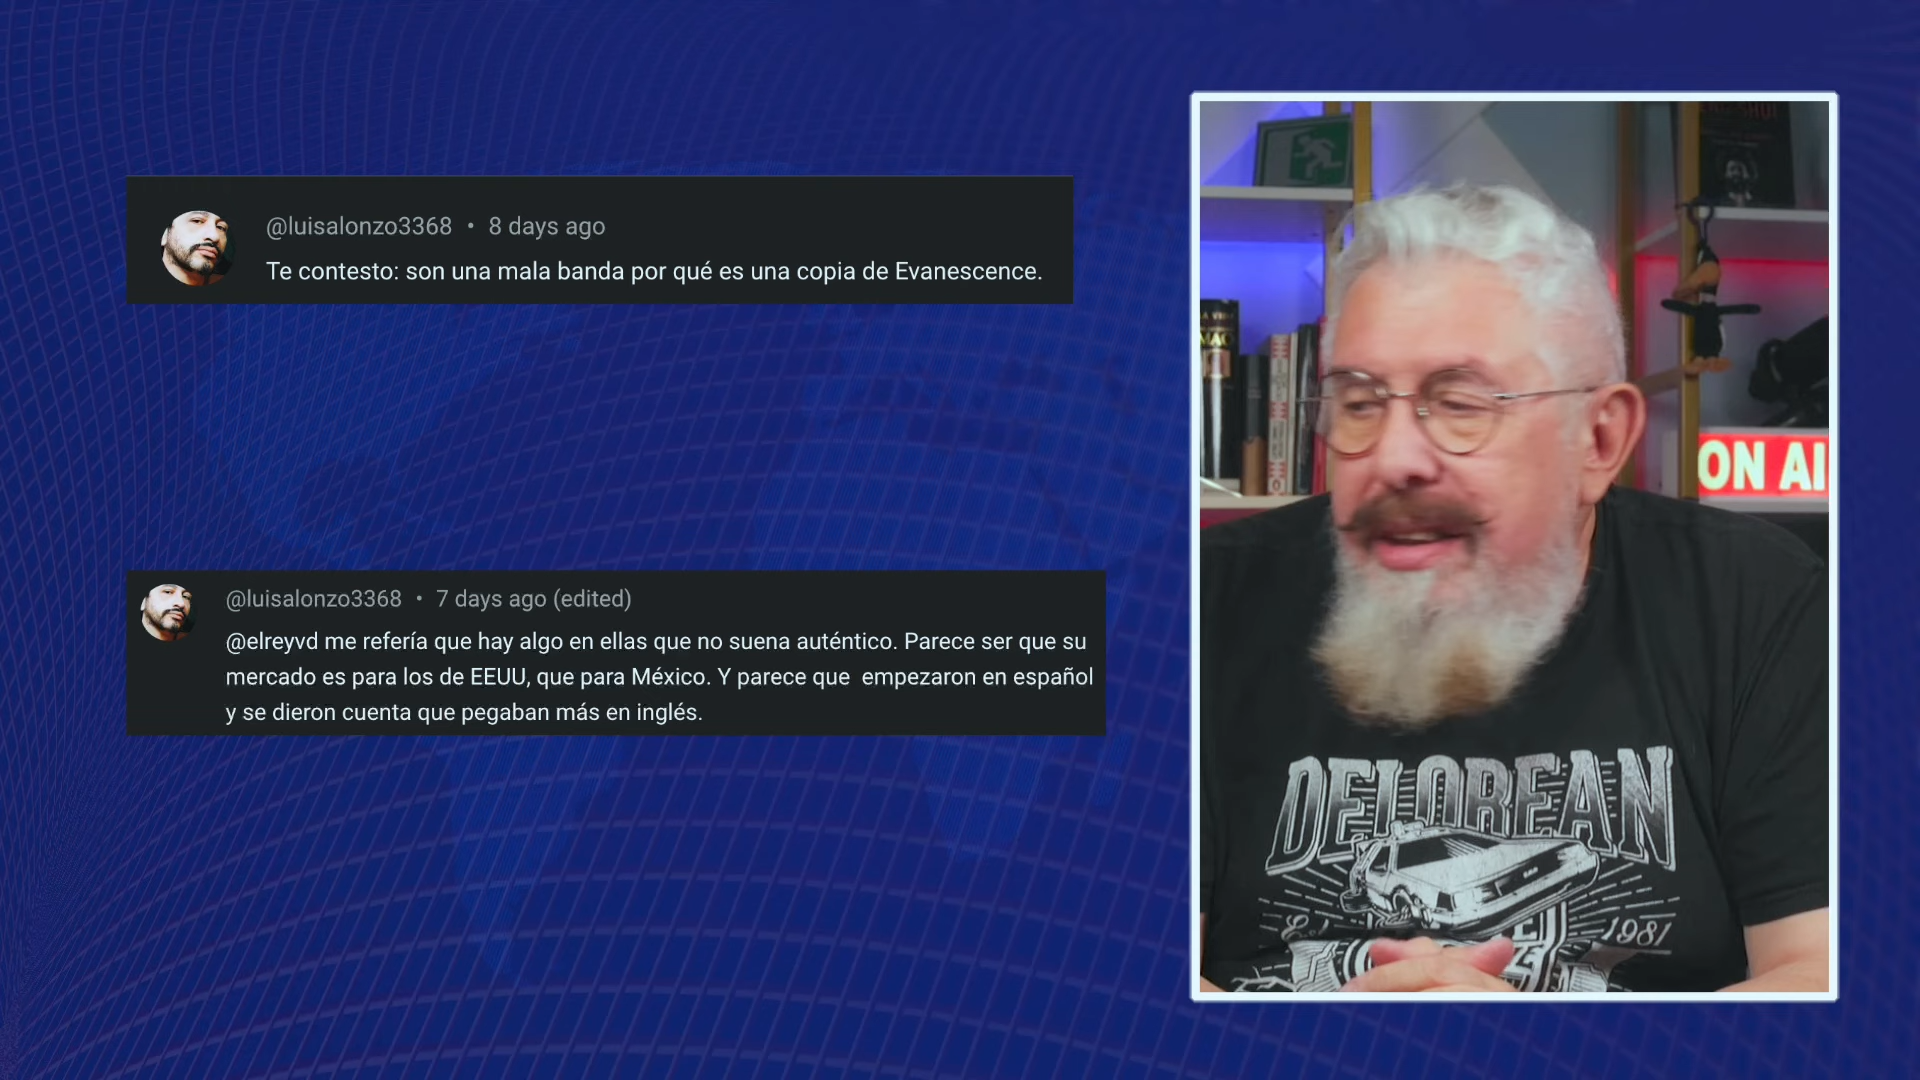 @luisalonzo3368 • 8 days ago
Te contesto: son una mala banda por qué es una copia de Evanescence.
@luisalonzo3368 • 7 days ago (edited)
@elreyvd me refería que hay algo en ellas que no suena auténtico. Parece ser que su
mercado es para los de EEUU, que para México. Y parece que  empezaron en español
y se dieron cuenta que pegaban más en inglés.
MAO
ON AI
DELOREAN
1981